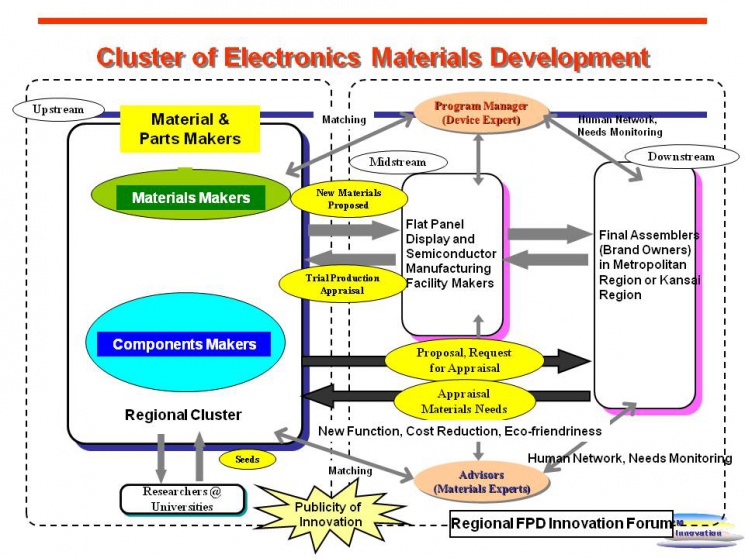 Cluster of Electronics Materials Development
Upstream
Material &
Parts Makers
Matching
Program Manager
(Device Expert)
Human Network,
Needs Monitoring
Midstream
Downstream
Materials Makers
New Materials
Proposed
Flat Panel
Display and
Semiconductor
Manufacturing
Facility Makers
Final Assemblers
(Brand Owners)
in Metropolitan
Region or Kansai
Region
Trial Production
Appraisal
Components Makers
Proposal, Request
for Appraisal
Appraisal
Materials Needs
Regional Cluster
New Function, Cost Reduction, Eco-friendriness
Seeds
Matching
Human Network, Needs Monitoring
Advisors
(Materials Experts)
Researchers @
Universities
Publicity of
Innovation
Regional FPD Innovation Forum
Innovation